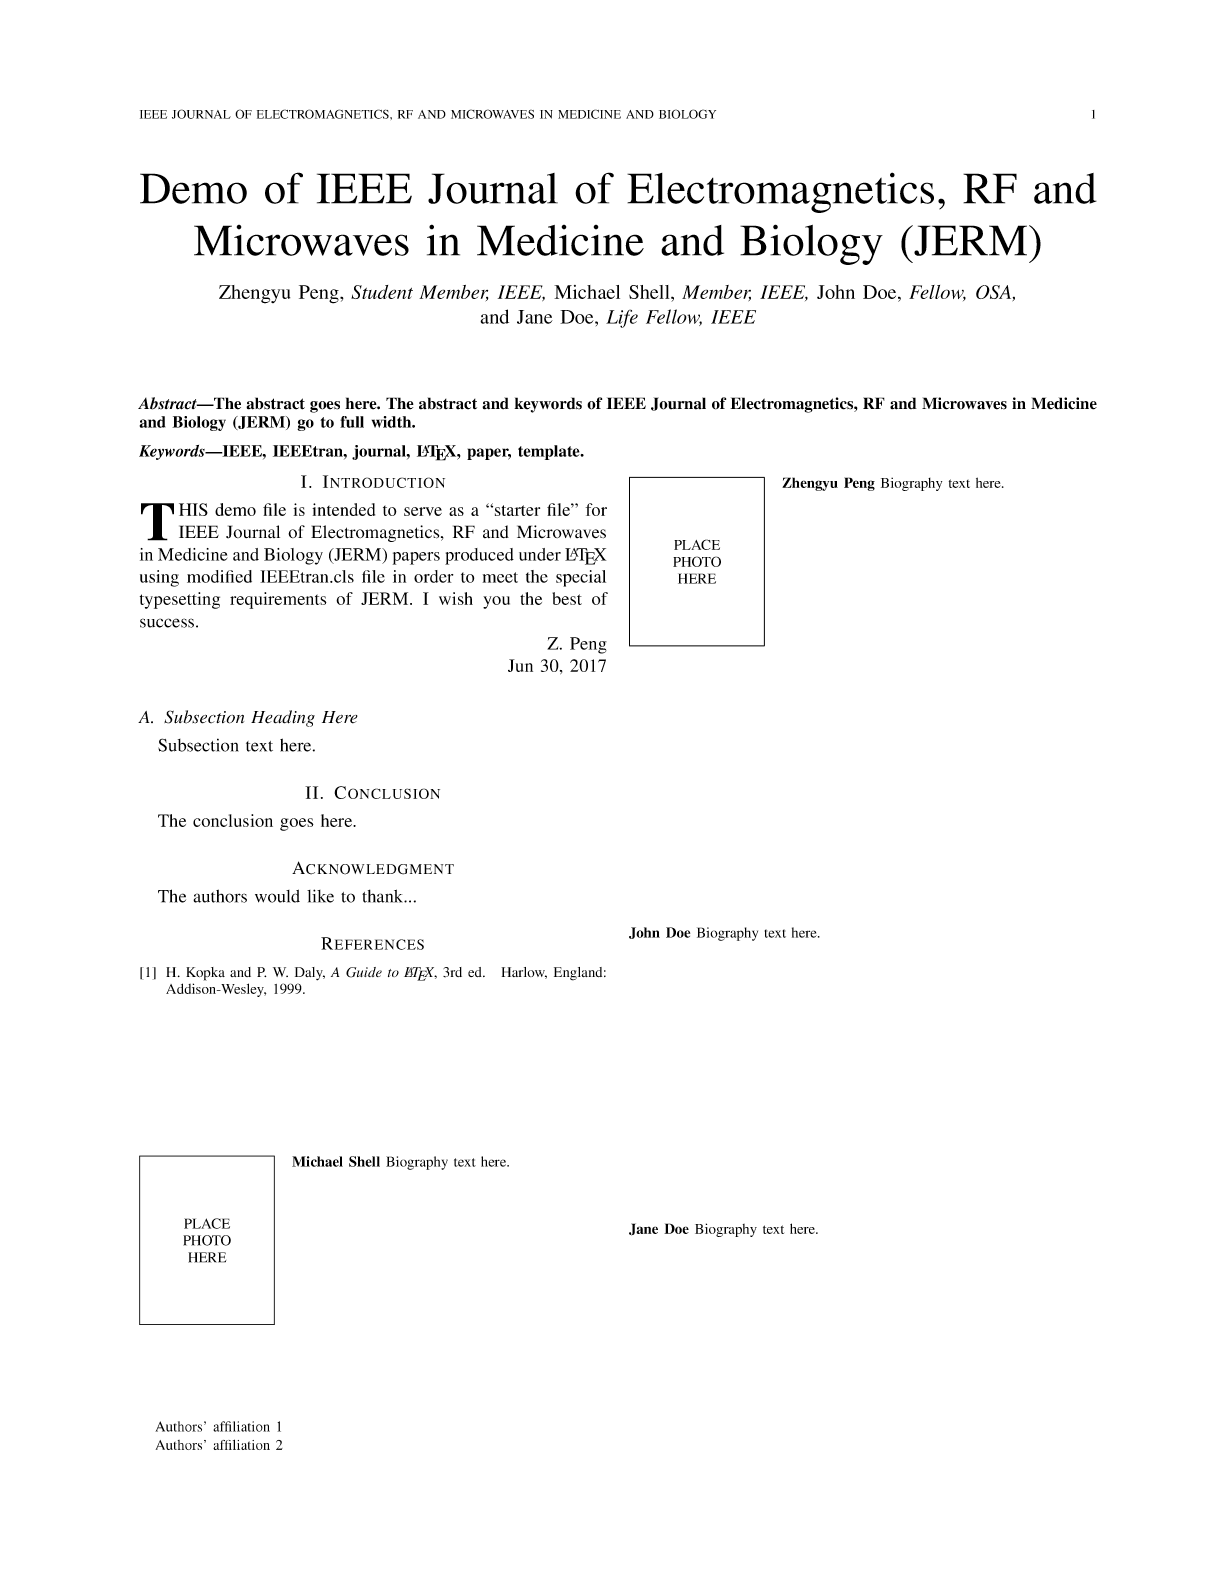 IEEE JOURNAL OF ELECTROMAGNETICS, RF AND MICROWAVES IN MEDICINE AND BIOLOGY 1
Demo of IEEE Journal of Electromagnetics, RF and
Microwaves in Medicine and Biology (JERM)
Zhengyu Peng, Student Member, IEEE, Michael Shell, Member, IEEE, John Doe, Fellow, OSA,
and Jane Doe, Life Fellow, IEEE
Abstract—The abstract goes here. The abstract and keywords of IEEE Journal of Electromagnetics, RF and Microwaves in Medicine
and Biology (JERM) go to full width.
Keywords—IEEE, IEEEtran, journal, LATEX, paper, template.
I. INTRODUCTION
THIS demo file is intended to serve as a “starter file” for
IEEE Journal of Electromagnetics, RF and Microwaves
in Medicine and Biology (JERM) papers produced under LATEX
using modified IEEEtran.cls file in order to meet the special
typesetting requirements of JERM. I wish you the best of
success.
Z. Peng
Jun 30, 2017
A. Subsection Heading Here
Subsection text here.
II. CONCLUSION
The conclusion goes here.
ACKNOWLEDGMENT
The authors would like to thank...
REFERENCES
[1] H. Kopka and P. W. Daly, A Guide to LATEX, 3rd ed. Harlow, England:
Addison-Wesley, 1999.
PLACE
PHOTO
HERE
Michael Shell Biography text here.
Authors’ affiliation 1
Authors’ affiliation 2
PLACE
PHOTO
HERE
Zhengyu Peng Biography text here.
John Doe Biography text here.
Jane Doe Biography text here.